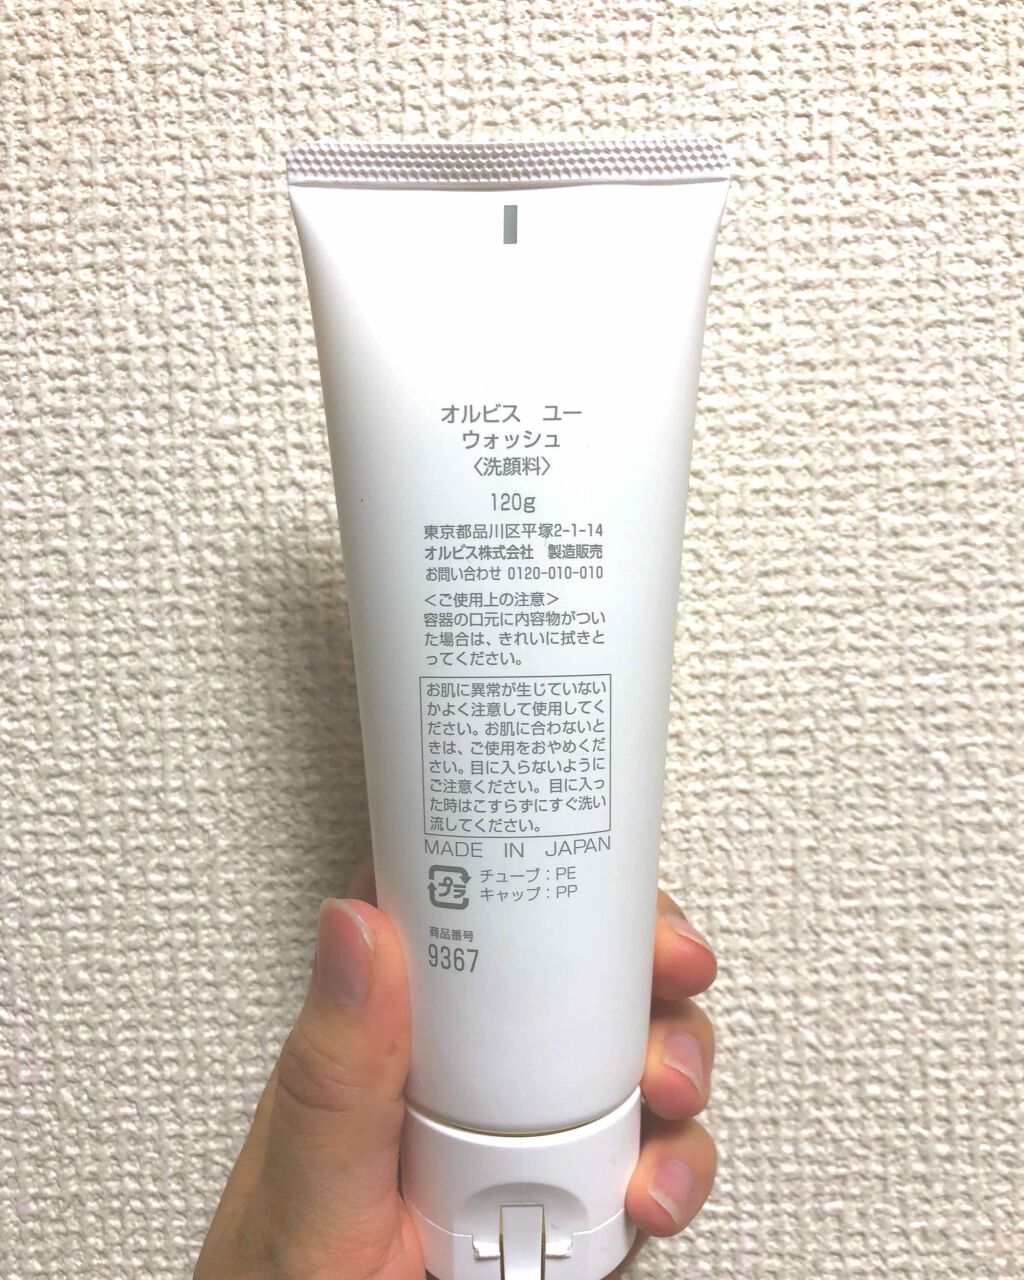 オルビス　ユー
ウォッシュ
〈洗顔料〉
120g
東京都品川区平塚2-1-14
オルビス株式会社　製造販売
お問い合わせ 0120-010-010
＜ご使用上の注意＞
容器の口元に内容物がつい
た場合は、きれいに拭きと
ってください。
お肌に異常が生じていない
かよく注意して使用してく
ださい。お肌に合わないと
きは、ご使用をおやめくだ
さい。目に入らないように
ご注意ください。目に入っ
た時はこすらずにすぐ洗い
流してください。
MADE IN JAPAN
プラ
チューブ：PE
キャップ：PP
商品番号
9367